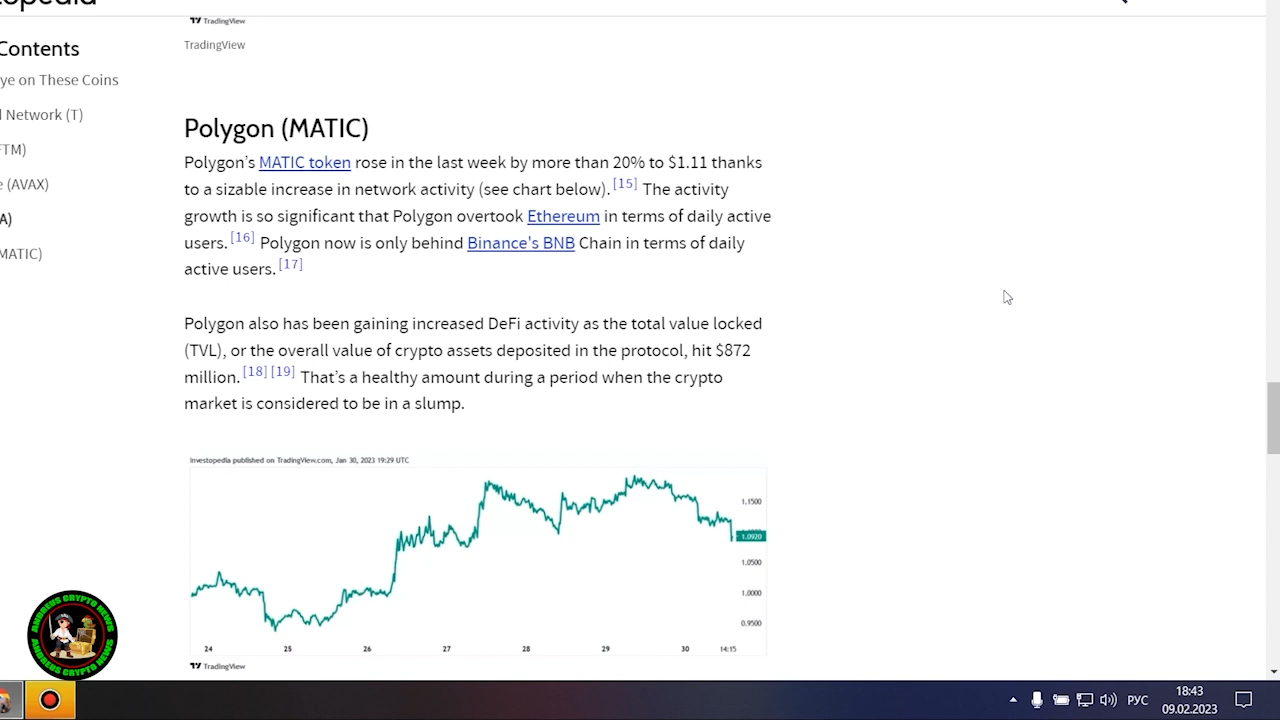 TradingView
TradingView
Contents
ye on These Coins
Network (T)
FTM)
(AVAX)
A)
MATIC)
Polygon (MATIC)
Polygon’s MATIC token rose in the last week by more than 20% to $1.11 thanks
to a sizable increase in network activity (see chart below). [15] The activity
growth is so significant that Polygon overtook Ethereum in terms of daily active
users. [16] Polygon now is only behind Binance's BNB Chain in terms of daily
active users. [17]
Polygon also has been gaining increased DeFi activity as the total value locked
(TVL), or the overall value of crypto assets deposited in the protocol, hit $872
million. [18] [19] That’s a healthy amount during a period when the crypto
market is considered to be in a slump.
Investopedia published on TradingView.com, Jan 30, 2023 19:29 UTC
1.1500
1.0920
1.0500
1.0000
0.9500
24 25 26 27 28 29 30 14:15
TradingView
ANDREUS CRYPTO NEWS
ANDREUS CRYPTO NEWS
РУС
18:43
09.02.2023